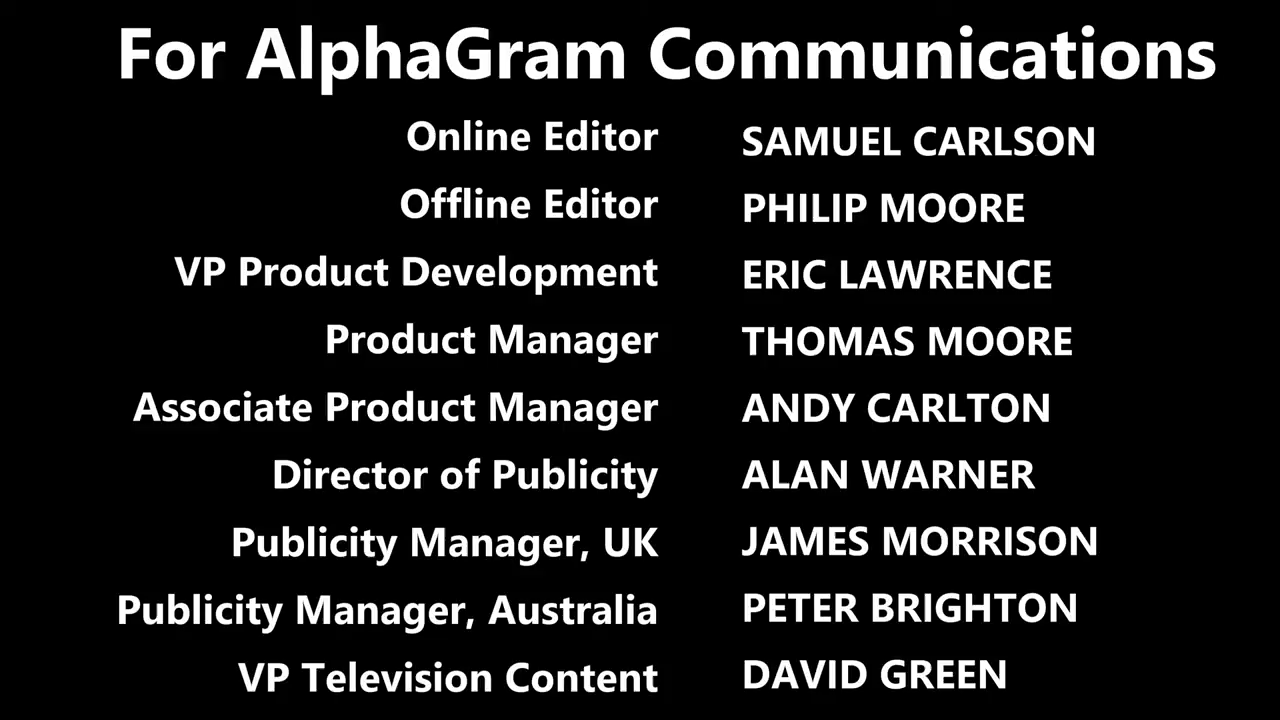 For AlphaGram Communications
Online Editor SAMUEL CARLSON
Offline Editor PHILIP MOORE
VP Product Development ERIC LAWRENCE
Product Manager THOMAS MOORE
Associate Product Manager ANDY CARLTON
Director of Publicity ALAN WARNER
Publicity Manager, UK JAMES MORRISON
Publicity Manager, Australia PETER BRIGHTON
VP Television Content DAVID GREEN